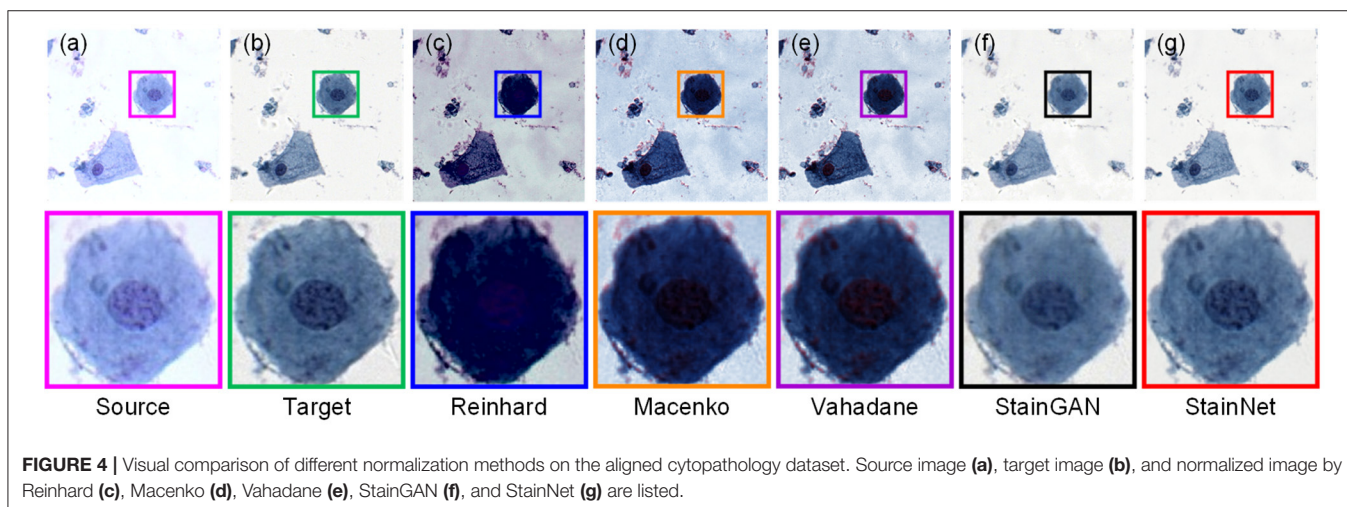 (a) (b) (c) (d) (e) (f) (g)
Source Target Reinhard Macenko Vahadane StainGAN StainNet
FIGURE 4 | Visual comparison of different normalization methods on the aligned cytopathology dataset. Source image (a), target image (b), and normalized image by
Reinhard (c), Macenko (d), Vahadane (e), StainGAN (f), and StainNet (g) are listed.